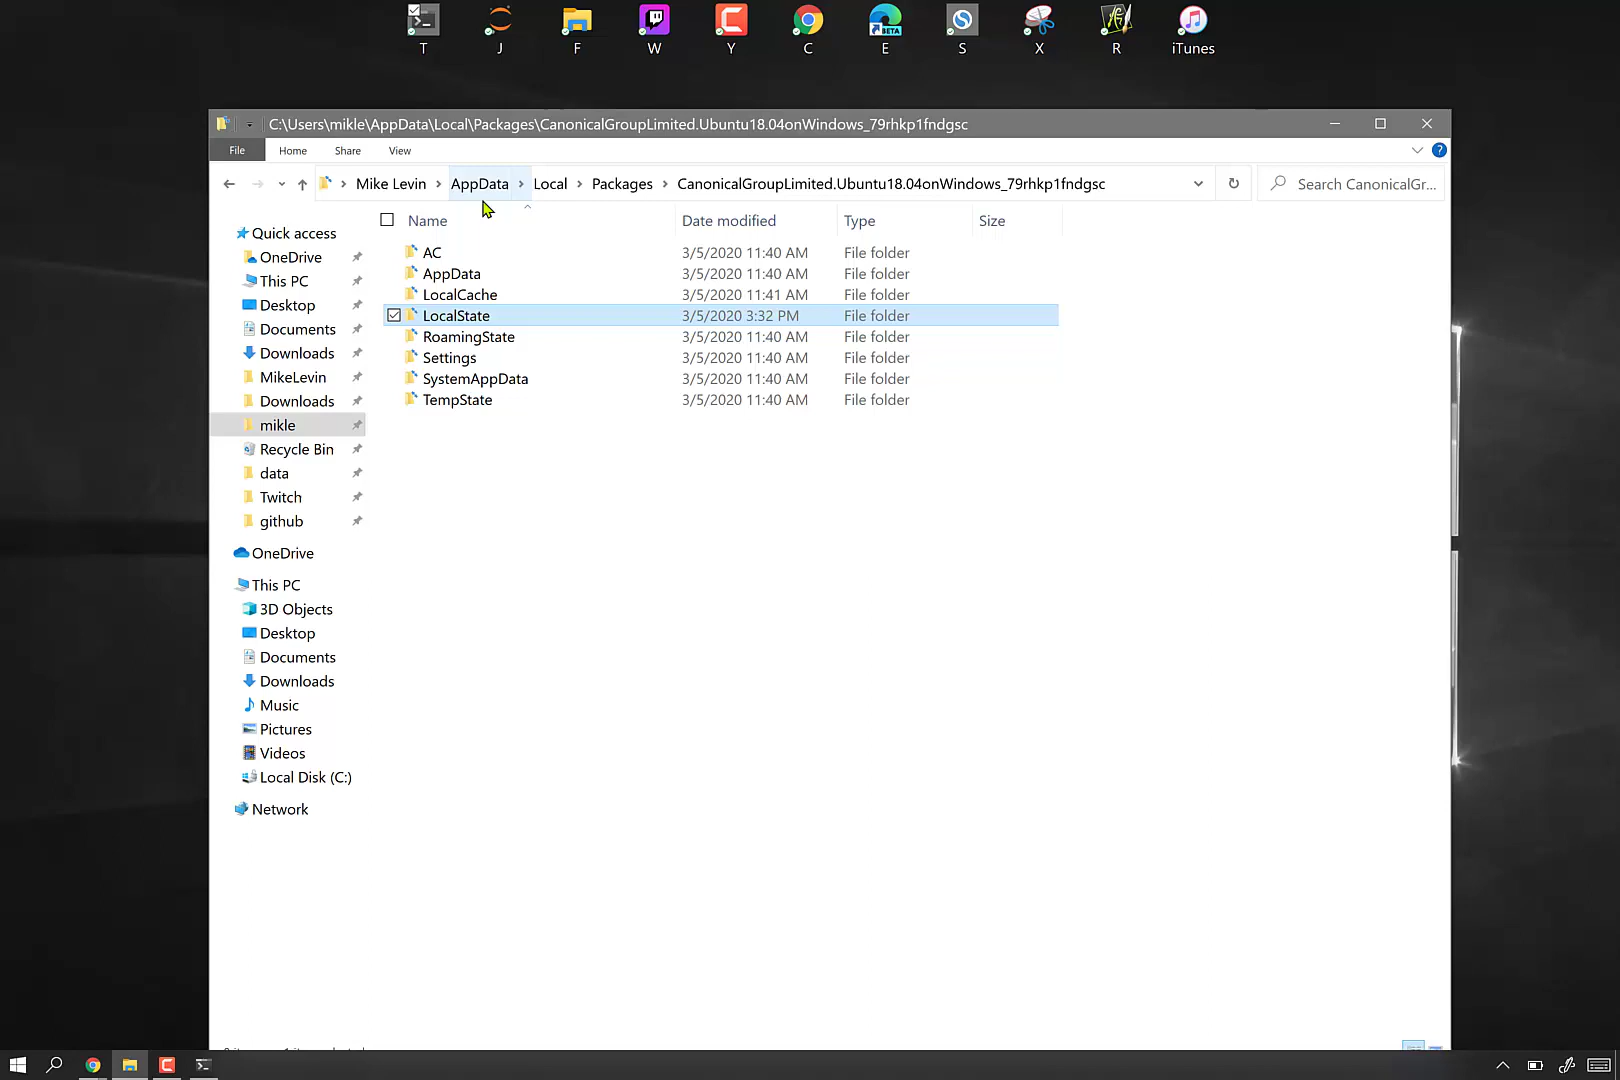 T
J
F
W
Y
C
BETA
E
S
X
R
iTunes
C:\Users\mikle\AppData\Local\Packages\CanonicalGroupLimited.Ubuntu18.04onWindows_79rhkp1fndgsc
File
Home
Share
View
Mike Levin
AppData
Local
Packages
CanonicalGroupLimited.Ubuntu18.04onWindows_79rhkp1fndgsc
Search CanonicalGr...
Name
Date modified
Type
Size
AC 3/5/2020 11:40 AM File folder
AppData 3/5/2020 11:40 AM File folder
LocalCache 3/5/2020 11:41 AM File folder
LocalState 3/5/2020 3:32 PM File folder
RoamingState 3/5/2020 11:40 AM File folder
Settings 3/5/2020 11:40 AM File folder
SystemAppData 3/5/2020 11:40 AM File folder
TempState 3/5/2020 11:40 AM File folder
Quick access
OneDrive
This PC
Desktop
Documents
Downloads
MikeLevin
Downloads
mikle
Recycle Bin
data
Twitch
github
OneDrive
This PC
3D Objects
Desktop
Documents
Downloads
Music
Pictures
Videos
Local Disk (C:)
Network